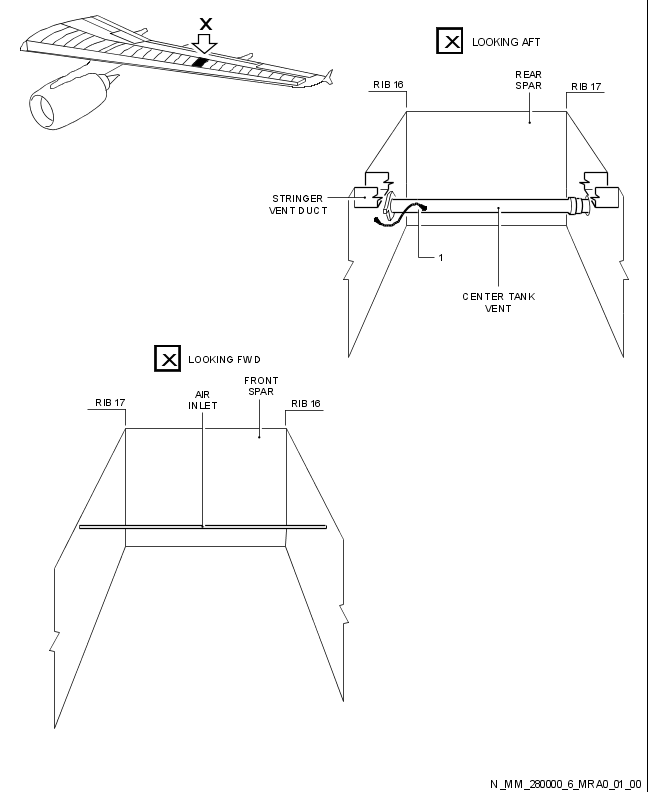 X
X LOOKING AFT
RIB 16
REAR
SPAR
RIB 17
STRINGER
VENT DUCT
1
CENTER TANK
VENT
X LOOKING FWD
RIB 17
AIR
INLET
FRONT
SPAR
RIB 16
N_MM_280000_6_MRA0_01_00